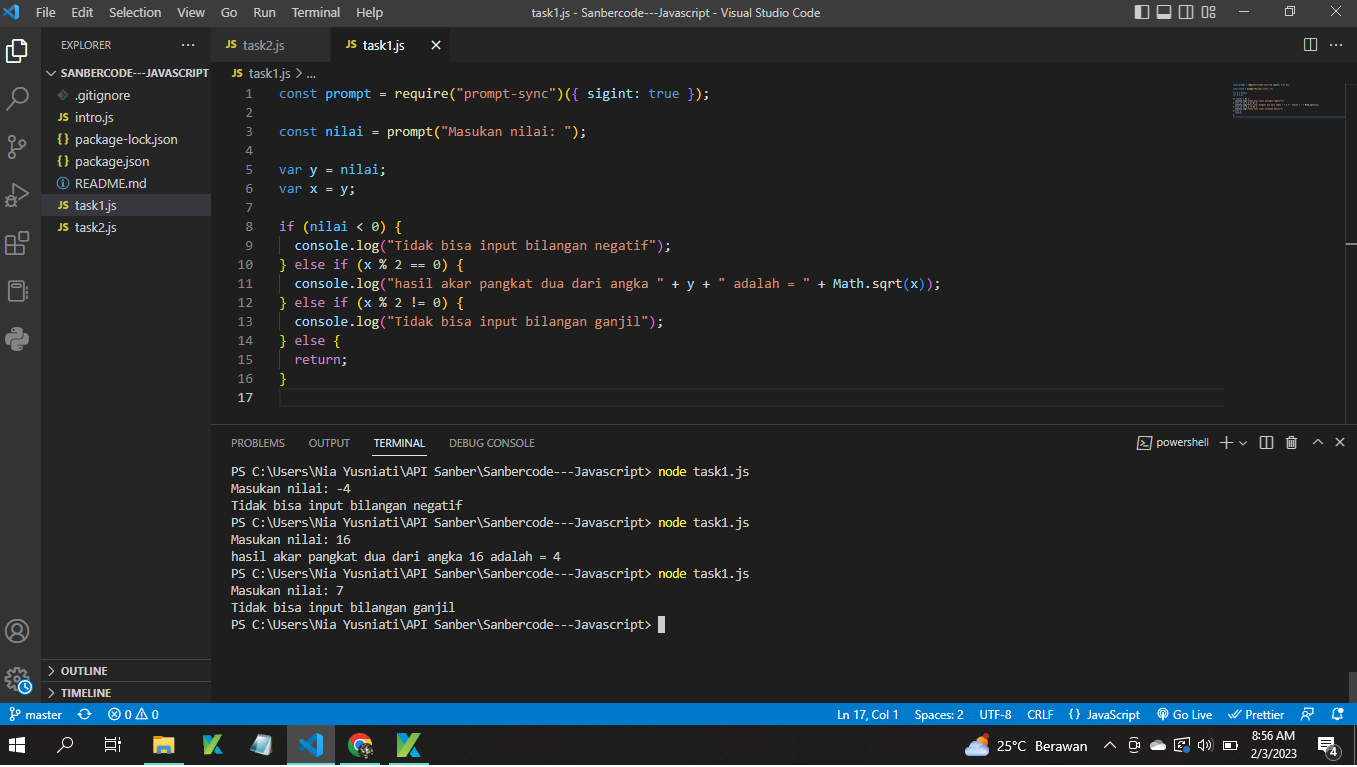 File Edit Selection View Go Run Terminal Help task1.js - Sanbercode---Javascript - Visual Studio Code
EXPLORER
SANBERCODE---JAVASCRIPT
.gitignore
JS intro.js
{} package-lock.json
{} package.json
README.md
JS task1.js
JS task2.js
OUTLINE
TIMELINE
JS task2.js JS task1.js
JS task1.js > ...
1 const prompt = require("prompt-sync")({ sigint: true });
2
3 const nilai = prompt("Masukan nilai: ");
4
5 var y = nilai;
6 var x = y;
7
8 if (nilai < 0) {
9 console.log("Tidak bisa input bilangan negatif");
10 } else if (x % 2 == 0) {
11 console.log("hasil akar pangkat dua dari angka " + y + " adalah = " + Math.sqrt(x));
12 } else if (x % 2 != 0) {
13 console.log("Tidak bisa input bilangan ganjil");
14 } else {
15 return;
16 }
17
PROBLEMS OUTPUT TERMINAL DEBUG CONSOLE powershell
PS C:\Users\Nia Yusniati\API Sanber\Sanbercode---Javascript> node task1.js
Masukan nilai: -4
Tidak bisa input bilangan negatif
PS C:\Users\Nia Yusniati\API Sanber\Sanbercode---Javascript> node task1.js
Masukan nilai: 16
hasil akar pangkat dua dari angka 16 adalah = 4
PS C:\Users\Nia Yusniati\API Sanber\Sanbercode---Javascript> node task1.js
Masukan nilai: 7
Tidak bisa input bilangan ganjil
PS C:\Users\Nia Yusniati\API Sanber\Sanbercode---Javascript>
master 0 0 Ln 17, Col 1 Spaces: 2 UTF-8 CRLF {} JavaScript Go Live Prettier
25°C Berawan 8:56 AM
2/3/2023 4